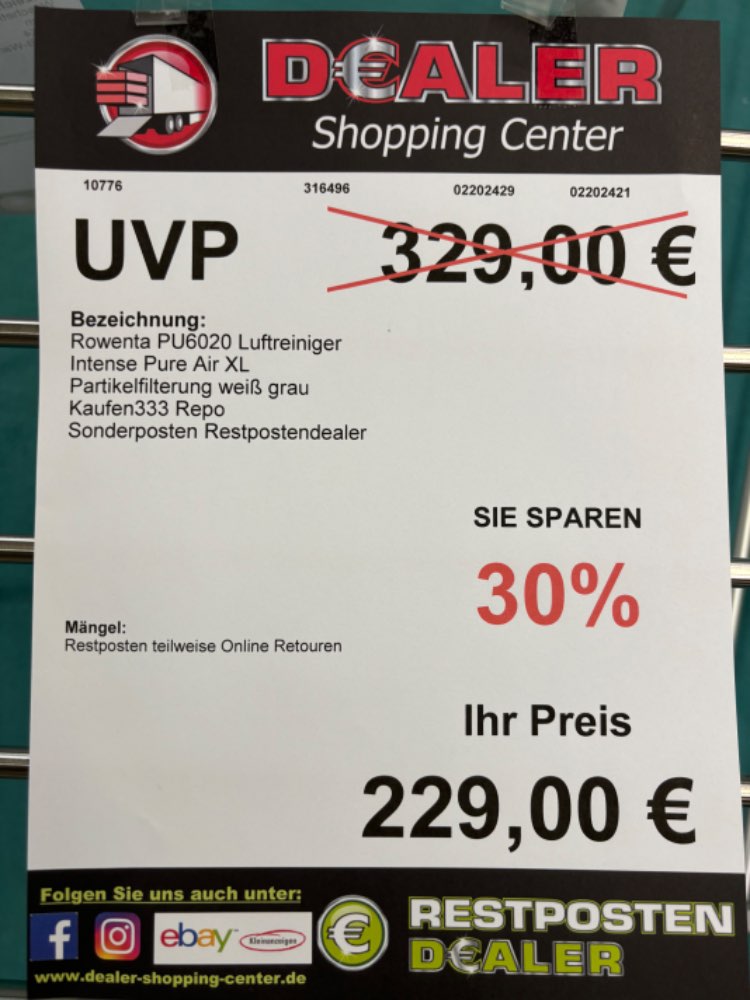 D€ALER
Shopping Center
10776 316496 02202429 02202421
UVP 329,00 €
Bezeichnung:
Rowenta PU6020 Luftreiniger
Intense Pure Air XL
Partikelfilterung weiß grau
Kaufen333 Repo
Sonderposten Restpostendealer
SIE SPAREN
30%
Mängel:
Restposten teilweise Online Retouren
Ihr Preis
229,00 €
Folgen Sie uns auch unter:
ebay Kleinanzeigen
www.dealer-shopping-center.de
€ RESTPOSTEN
D€ALER